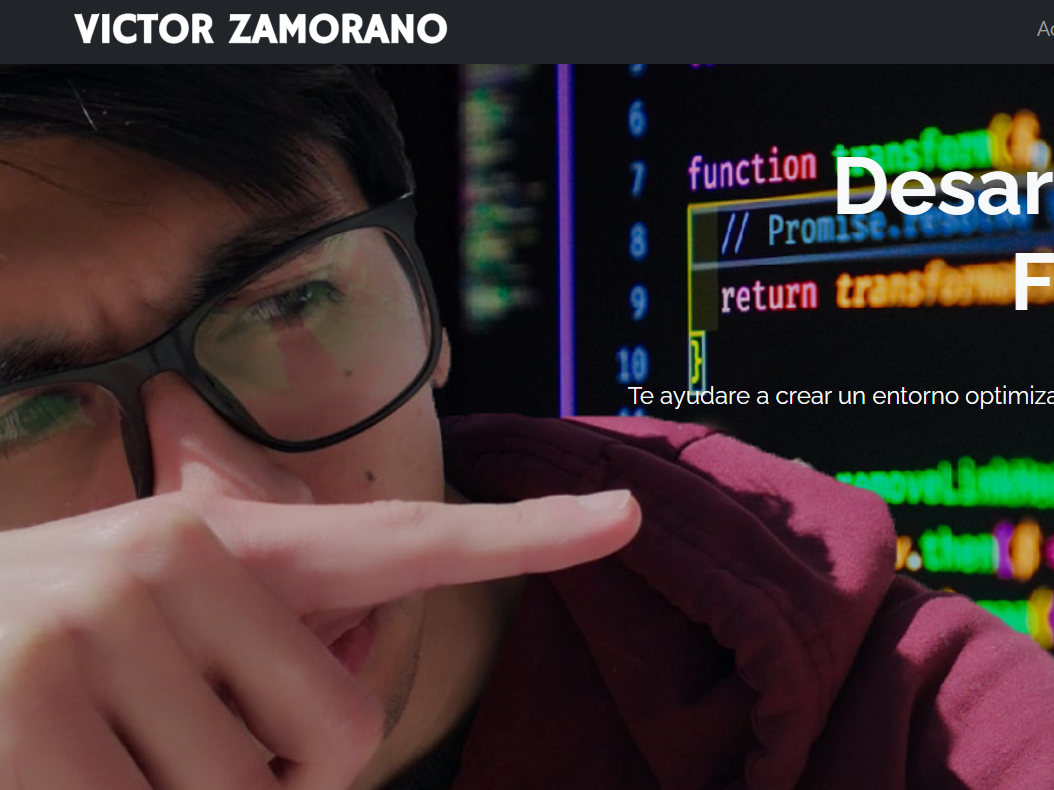 VICTOR ZAMORANO
Ac
6
7 function transform(
Desar
8 // Promise.resolve
F
9 return transform
10 }
Te ayudare a crear un entorno optimiza
removeLinkN
.then(